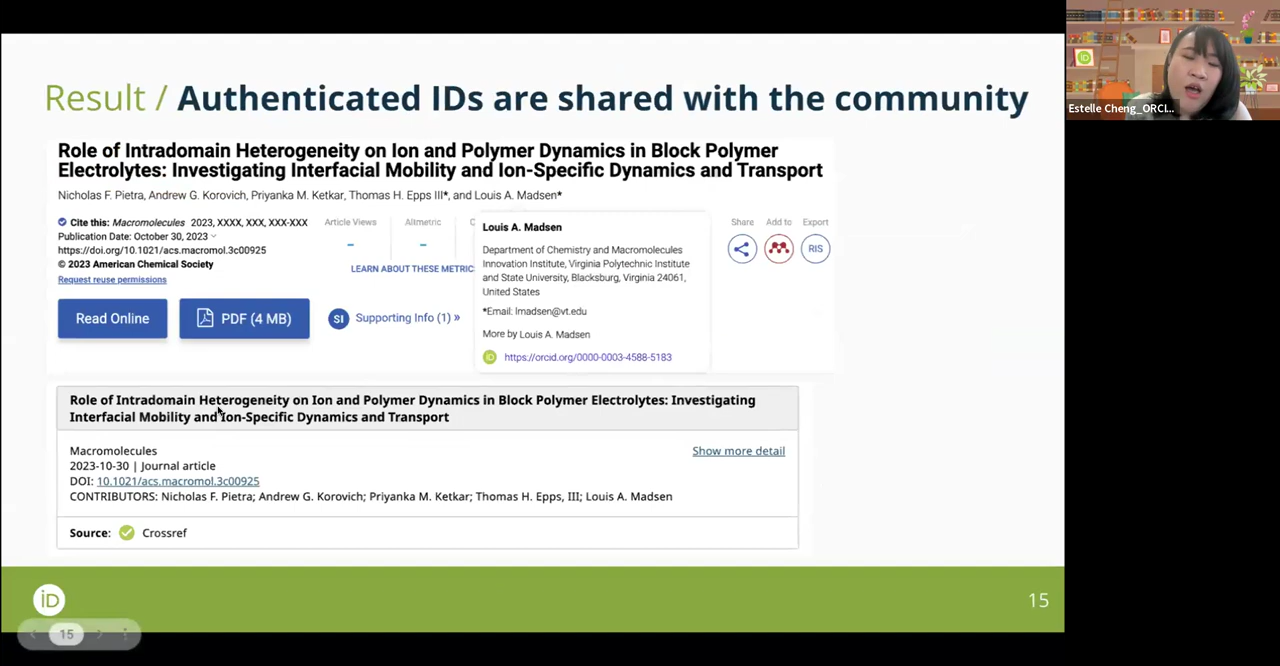 Result / Authenticated IDs are shared with the community
Role of Intradomain Heterogeneity on Ion and Polymer Dynamics in Block Polymer
Electrolytes: Investigating Interfacial Mobility and Ion-Specific Dynamics and Transport
Nicholas F. Pietra, Andrew G. Korovich, Priyanka M. Ketkar, Thomas H. Epps III*, and Louis A. Madsen*
Cite this: Macromolecules 2023, XXXX, XXX, XXX-XXX
Publication Date: October 30, 2023
https://doi.org/10.1021/acs.macromol.3c00925
© 2023 American Chemical Society
Request reuse permissions
Article Views
-
Altmetric
-
C
LEARN ABOUT THESE METRIC
Louis A. Madsen
Department of Chemistry and Macromolecules
Innovation Institute, Virginia Polytechnic Institute
and State University, Blacksburg, Virginia 24061,
United States
*Email: lmadsen@vt.edu
More by Louis A. Madsen
iD https://orcid.org/0000-0003-4588-5183
Share
Add to
Export
RIS
Read Online
PDF (4 MB)
SI Supporting Info (1) »
Role of Intradomain Heterogeneity on Ion and Polymer Dynamics in Block Polymer Electrolytes: Investigating
Interfacial Mobility and Ion-Specific Dynamics and Transport
Macromolecules
Show more detail
2023-10-30 | Journal article
DOI: 10.1021/acs.macromol.3c00925
CONTRIBUTORS: Nicholas F. Pietra; Andrew G. Korovich; Priyanka M. Ketkar; Thomas H. Epps, III; Louis A. Madsen
Source: Crossref
iD
15
15
iD
Estelle Cheng_ORCI...